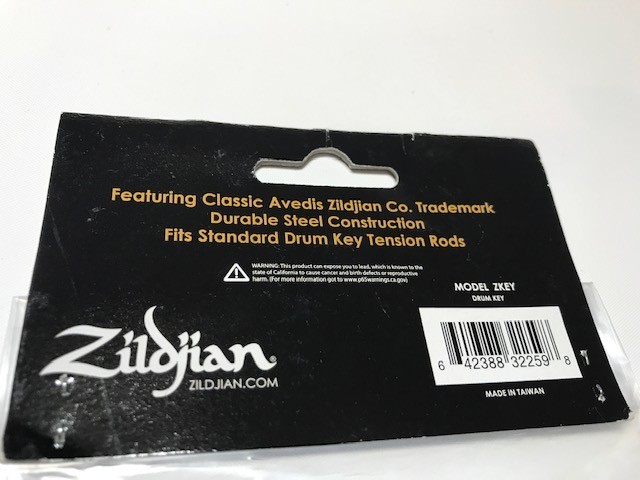 Featuring Classic Avedis Zildjian Co. Trademark
Durable Steel Construction
Fits Standard Drum Key Tension Rods
WARNING: This product can expose you to lead, which is known to the
state of California to cause cancer and birth defects or reproductive
harm. (For more information got to www.p65warnings.ca.gov)
MODEL ZKEY
DRUM KEY
Zildjian®
ZILDJIAN.COM
6 42388 32259 8
MADE IN TAIWAN